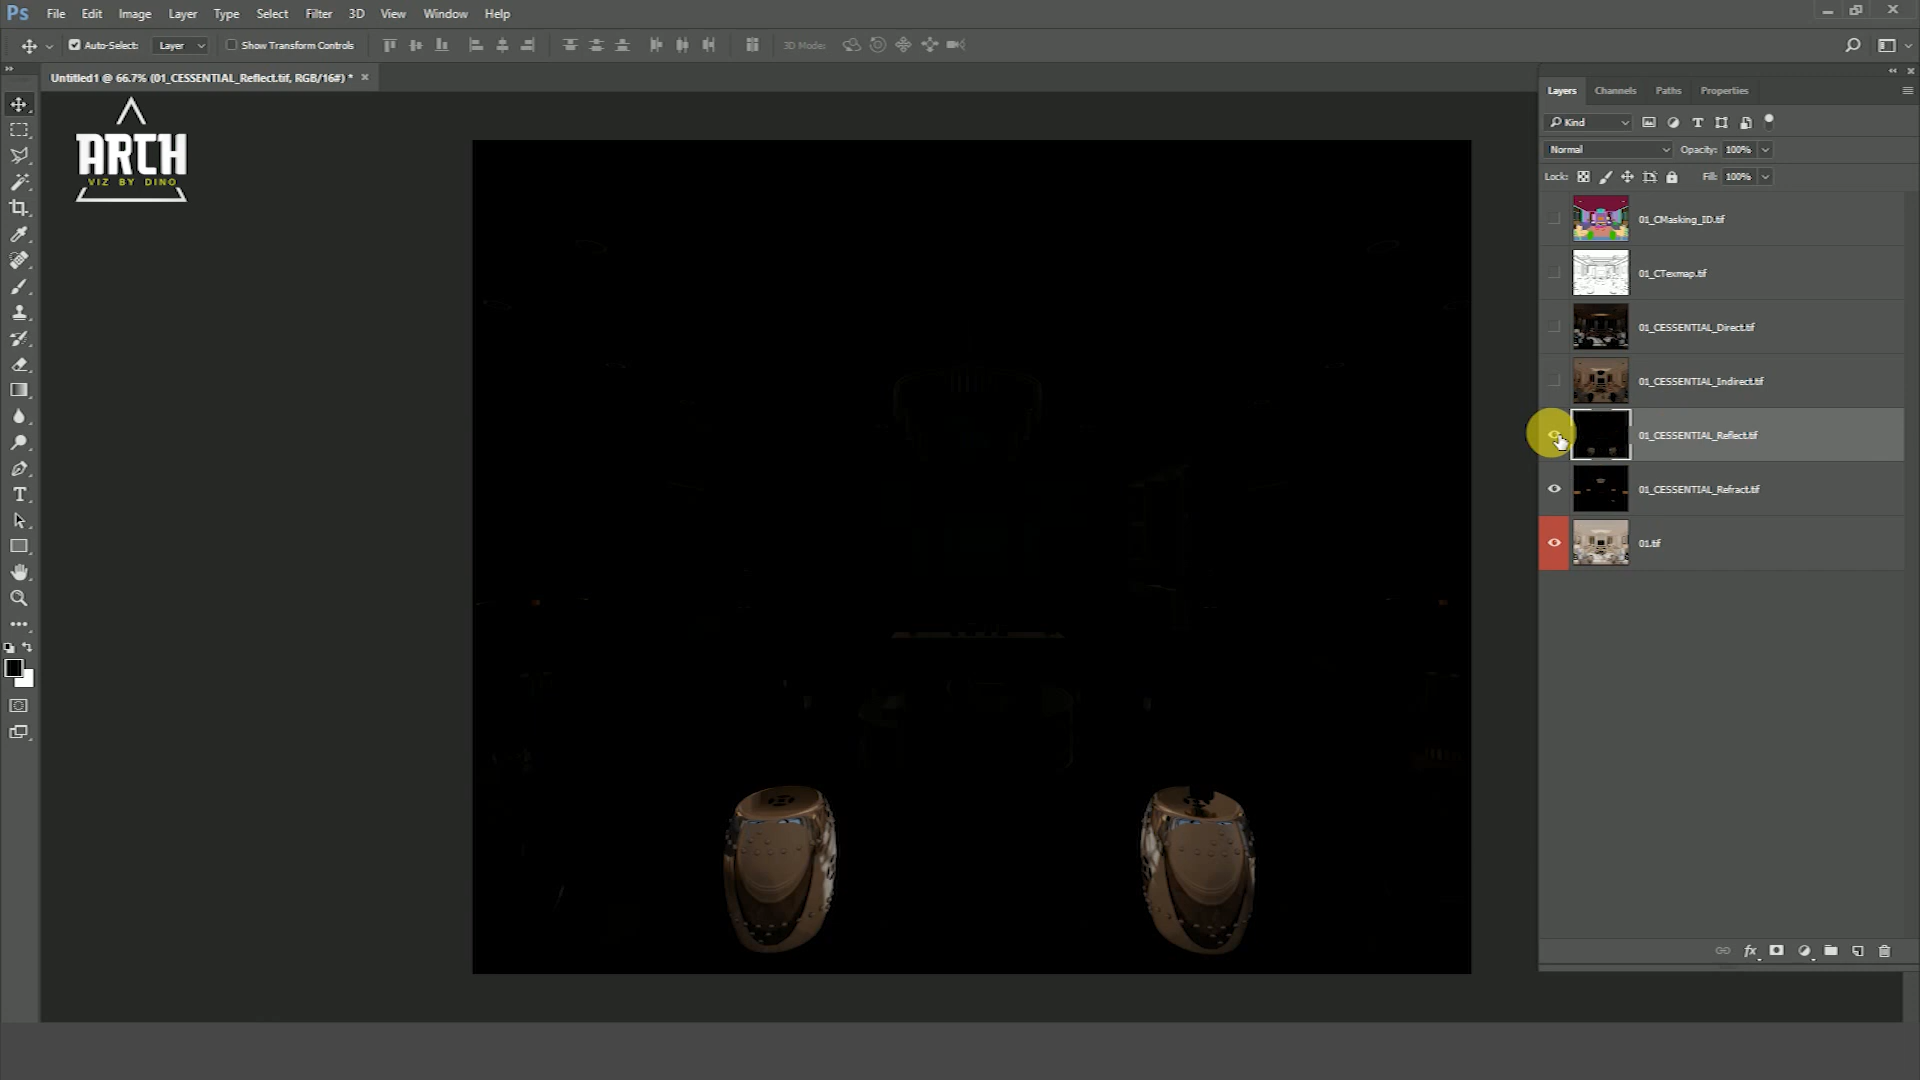 Ps File Edit Image Layer Type Select Filter 3D View Window Help
Auto-Select: Layer Show Transform Controls 3D Mode:
Untitled1 @ 66.7% (01_CESSENTIAL_Reflect.tif, RGB/16#) *
ARCH
VIZ BY DINO
Layers Channels Paths Properties
Kind
Normal Opacity: 100%
Lock: Fill: 100%
01_CMasking_ID.tif
01_CTexmap.tif
01_CESSENTIAL_Direct.tif
01_CESSENTIAL_Indirect.tif
01_CESSENTIAL_Reflect.tif
01_CESSENTIAL_Refract.tif
01.tif
fx